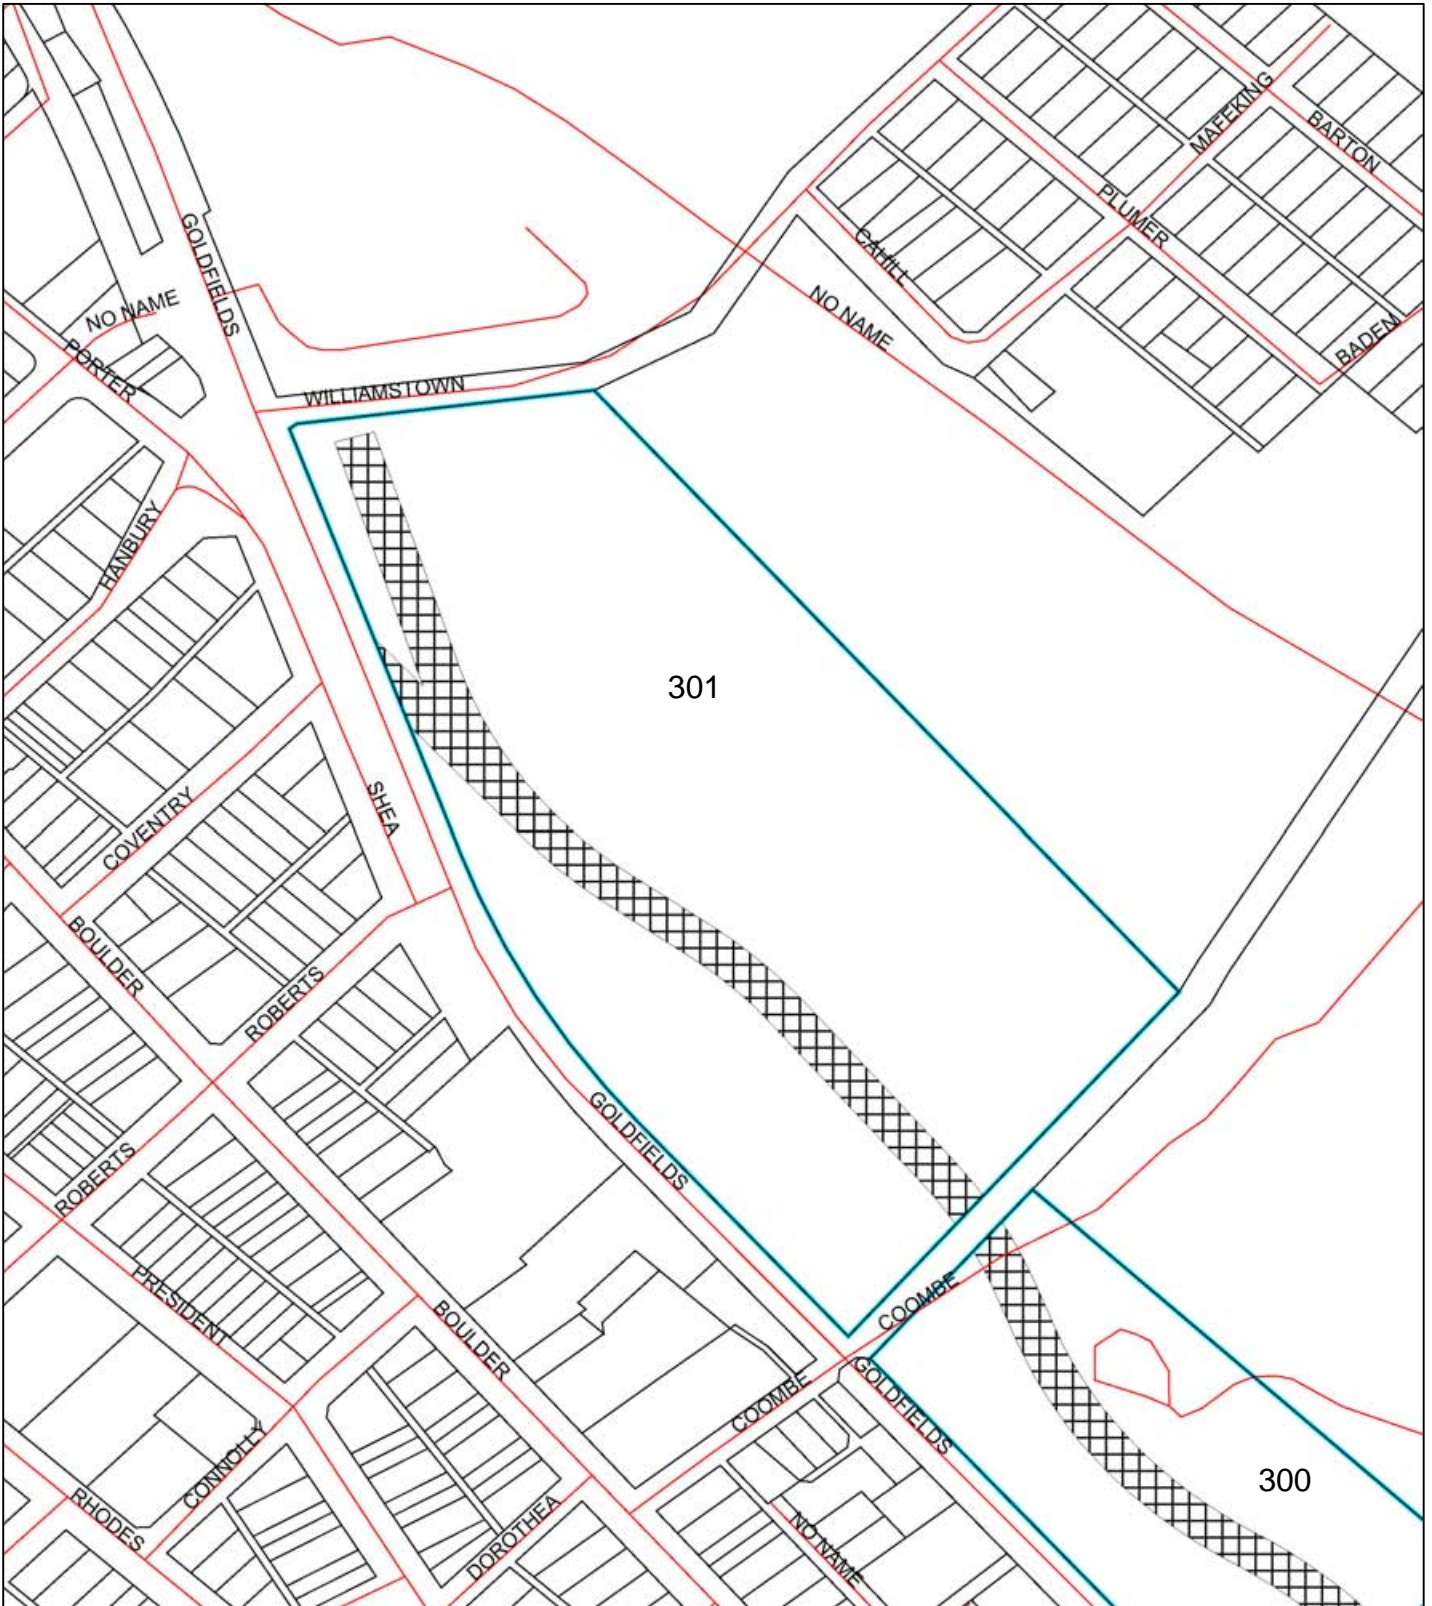 MAFEKING
BARTON
PLUMER
GOLDFIELDS
CAHILL
NO NAME
NO NAME
BADEN
PORTER
WILLIAMSTOWN
HANBURY
301
SHEA
COVENTRY
BOULDER
ROBERTS
GOLDFIELDS
ROBERTS
PRESIDENT
COOMBE
BOULDER
GOLDFIELDS
COOMBE
CONNOLLY
300
RHODES
DOROTHEA
NO NAME